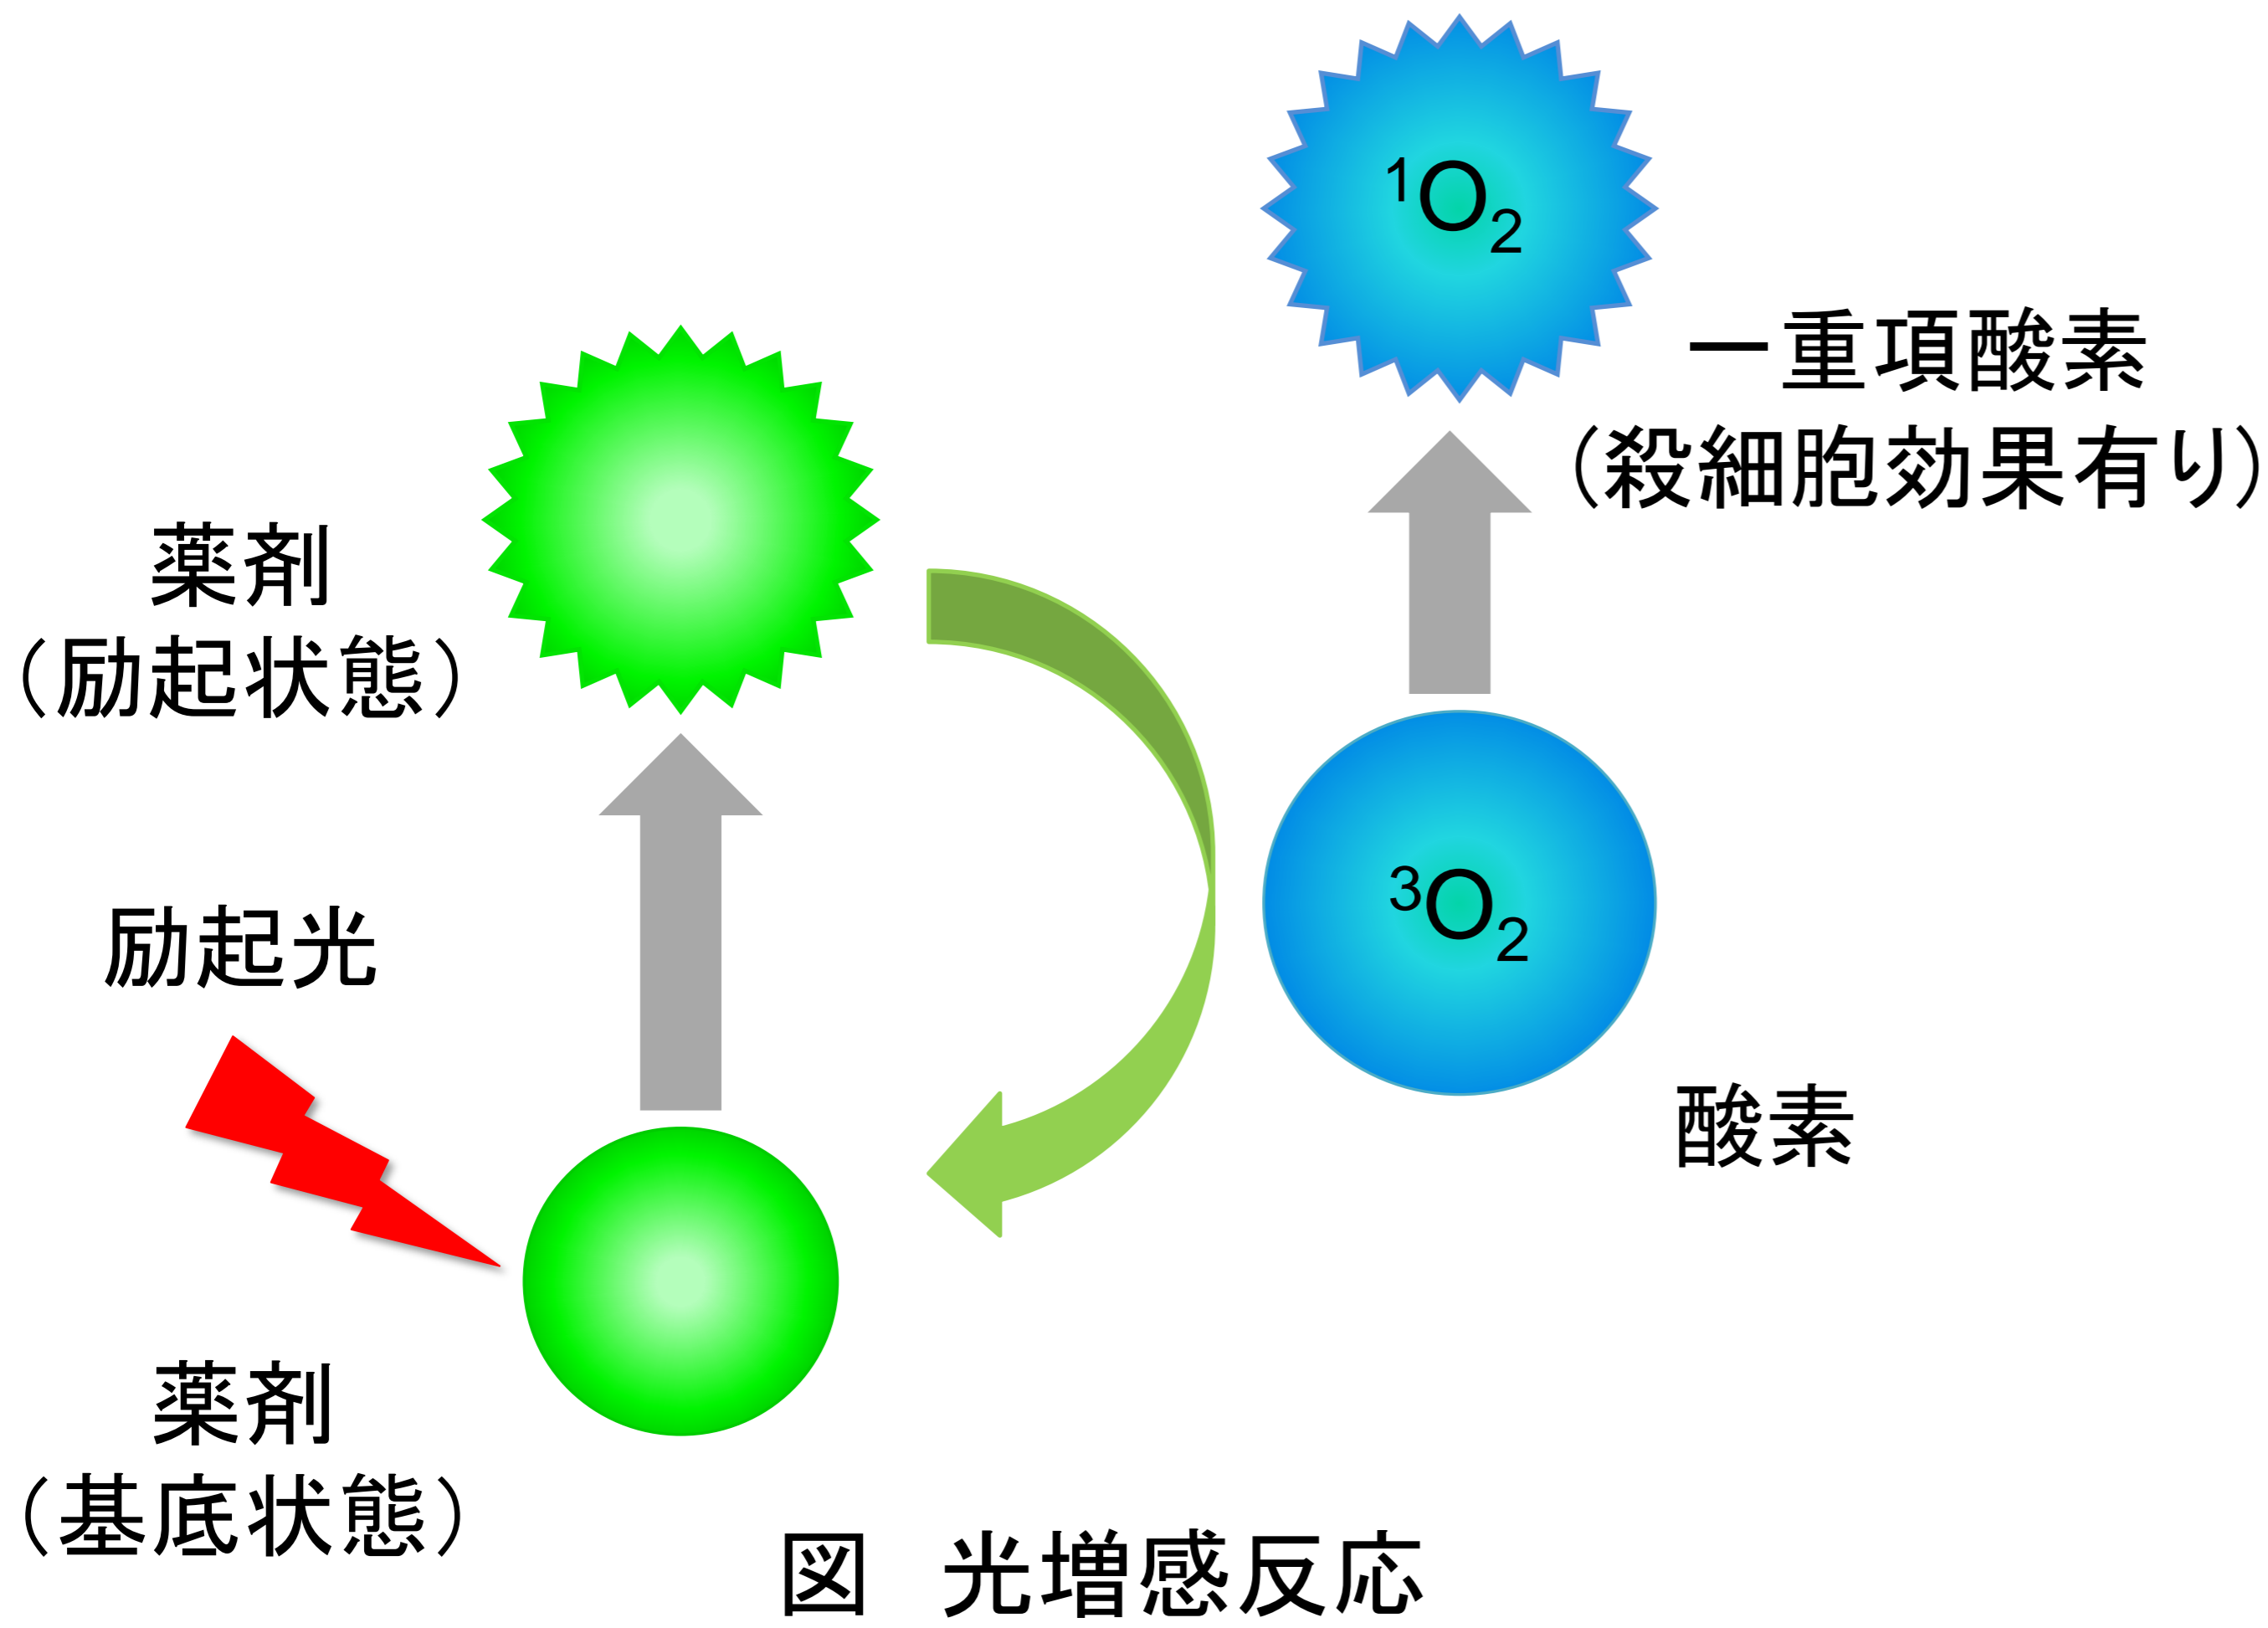 ¹O₂
一重項酸素
（殺細胞効果有り）
薬剤
（励起状態）
励起光
³O₂
酸素
薬剤
（基底状態）
図　光増感反応